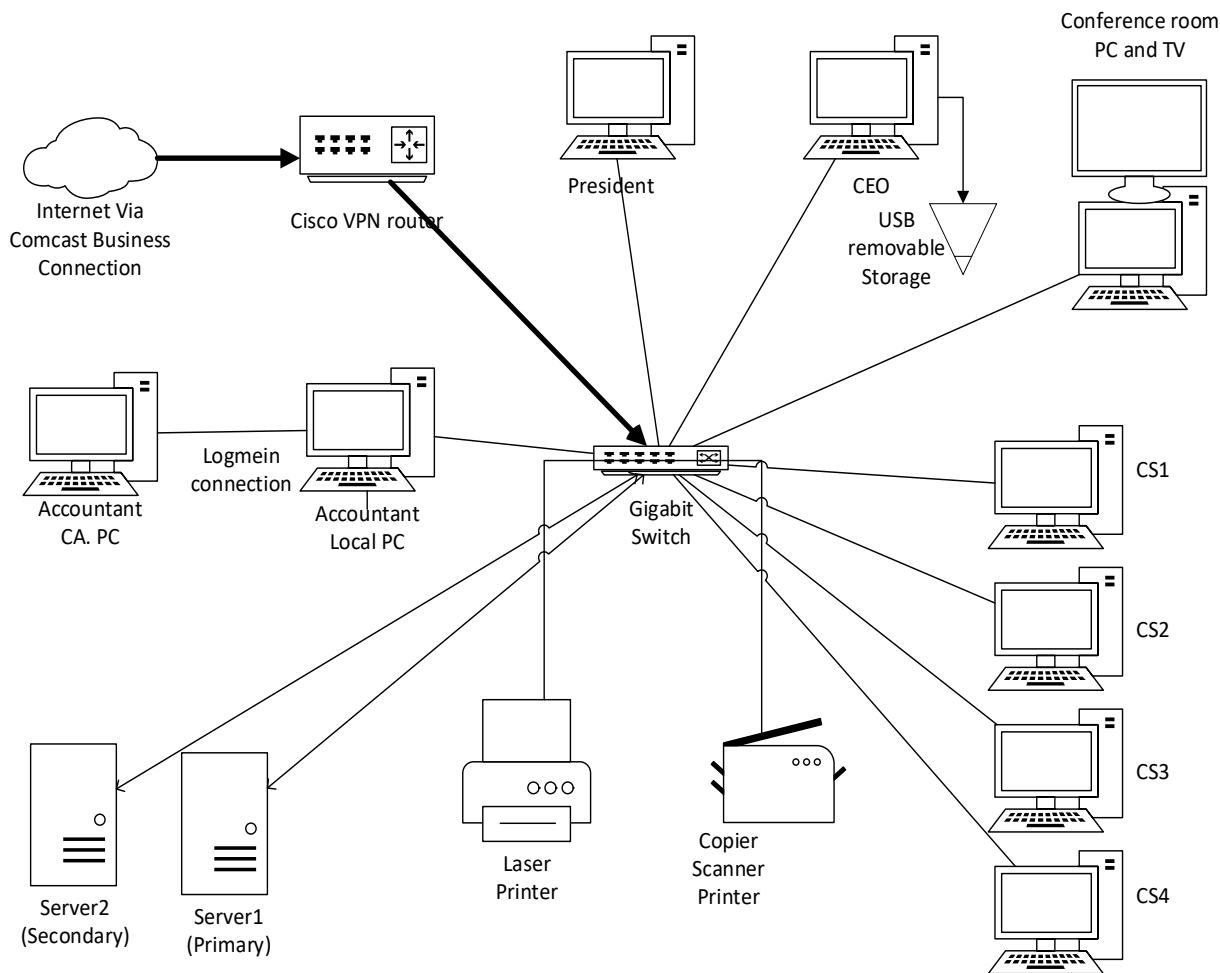 Conference room
PC and TV
President
CEO
USB
removable
Storage
Internet Via
Comcast Business
Connection
Cisco VPN router
Logmein
connection
Accountant
CA. PC
Accountant
Local PC
Gigabit
Switch
CS1
CS2
CS3
CS4
Laser
Printer
Copier
Scanner
Printer
Server2
(Secondary)
Server1
(Primary)